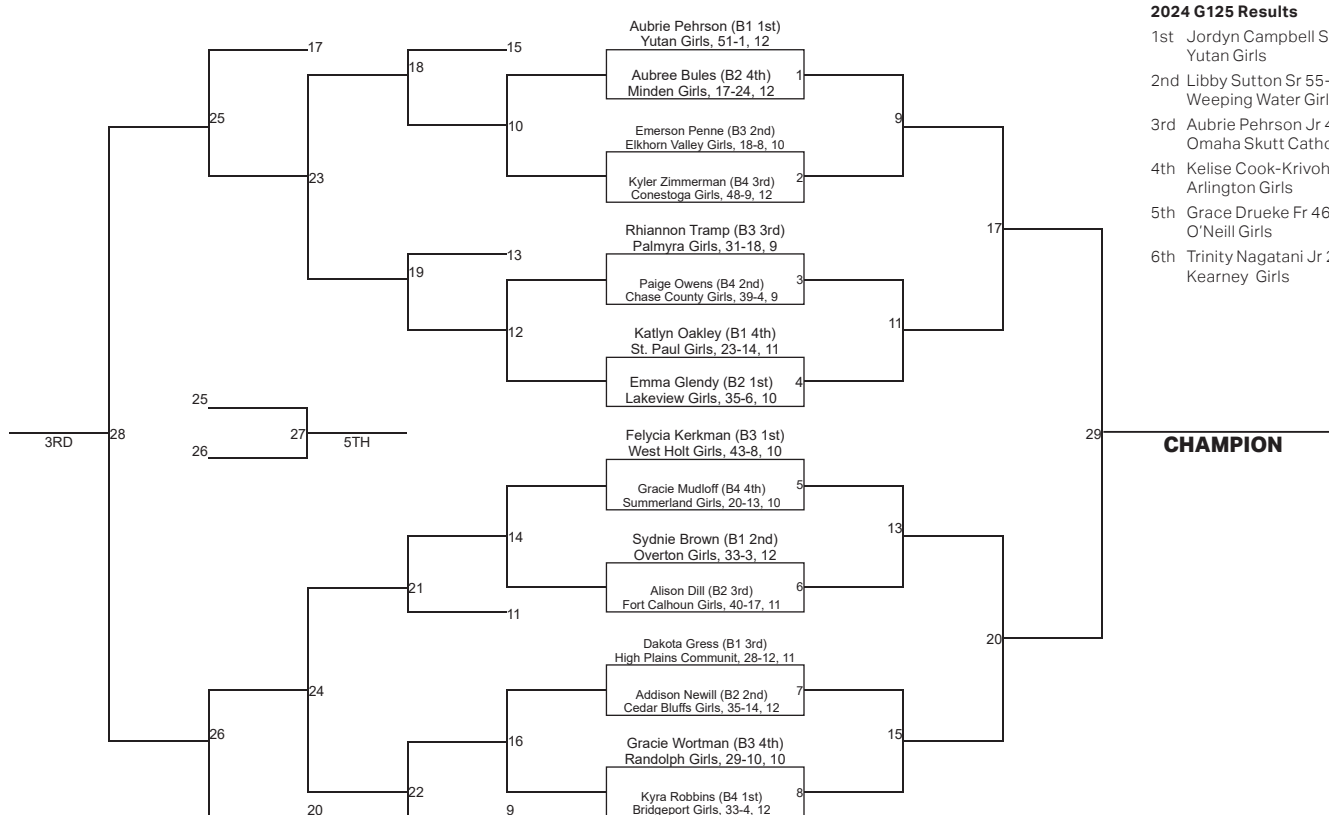 Aubrie Pehrson (B1 1st)
Yutan Girls, 51-1, 12
Aubree Bules (B2 4th)
Minden Girls, 17-24, 12
Emerson Penne (B3 2nd)
Elkhorn Valley Girls, 18-8, 10
Kyler Zimmerman (B4 3rd)
Conestoga Girls, 48-9, 12
Rhiannon Tramp (B3 3rd)
Palmyra Girls, 31-18, 9
Paige Owens (B4 2nd)
Chase County Girls, 39-4, 9
Katlyn Oakley (B1 4th)
St. Paul Girls, 23-14, 11
Emma Glendy (B2 1st)
Lakeview Girls, 35-6, 10
Felycia Kerkman (B3 1st)
West Holt Girls, 43-8, 10
Gracie Mudloff (B4 4th)
Summerland Girls, 20-13, 10
Sydnie Brown (B1 2nd)
Overton Girls, 33-3, 12
Alison Dill (B2 3rd)
Fort Calhoun Girls, 40-17, 11
Dakota Gress (B1 3rd)
High Plains Communit, 28-12, 11
Addison Newill (B2 2nd)
Cedar Bluffs Girls, 35-14, 12
Gracie Wortman (B3 4th)
Randolph Girls, 29-10, 10
Kyra Robbins (B4 1st)
Bridgeport Girls, 33-4, 12
1
2
3
4
5
6
7
8
9
11
13
15
17
20
29
CHAMPION
17
15
18
10
25
23
13
19
12
25
27
26
5TH
3RD
28
14
21
11
24
26
16
22
20
9
2024 G125 Results
1st Jordyn Campbell S
Yutan Girls
2nd Libby Sutton Sr 55-
Weeping Water Girl
3rd Aubrie Pehrson Jr 4
Omaha Skutt Catho
4th Kelise Cook-Krivoh
Arlington Girls
5th Grace Drueke Fr 46
O'Neill Girls
6th Trinity Nagatani Jr 2
Kearney Girls